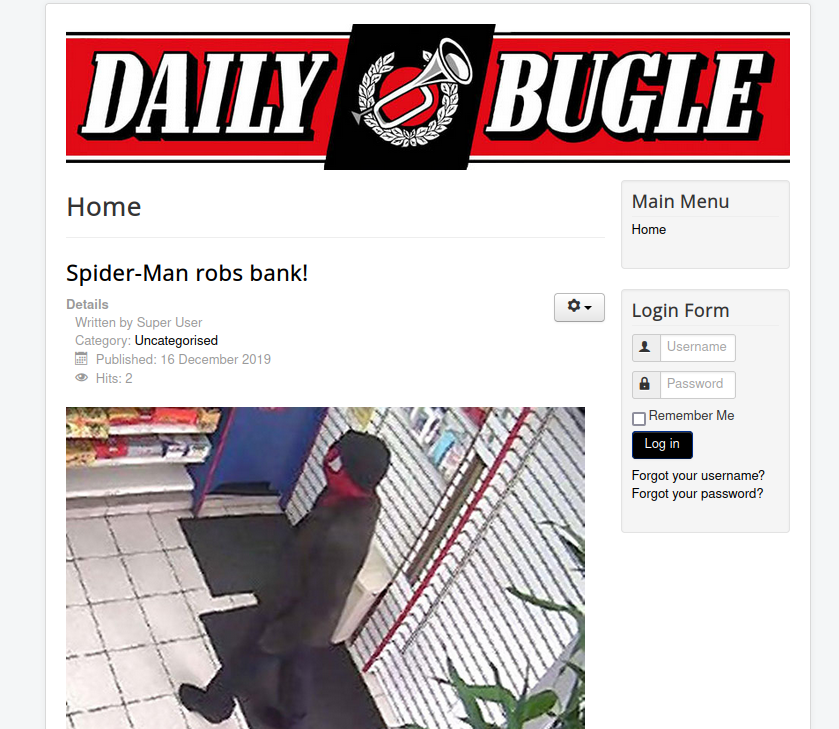 DAILY BUGLE
Home
Spider-Man robs bank!
Details
Written by Super User
Category: Uncategorised
Published: 16 December 2019
Hits: 2
Main Menu
Home
Login Form
Username
Password
Remember Me
Log in
Forgot your username?
Forgot your password?